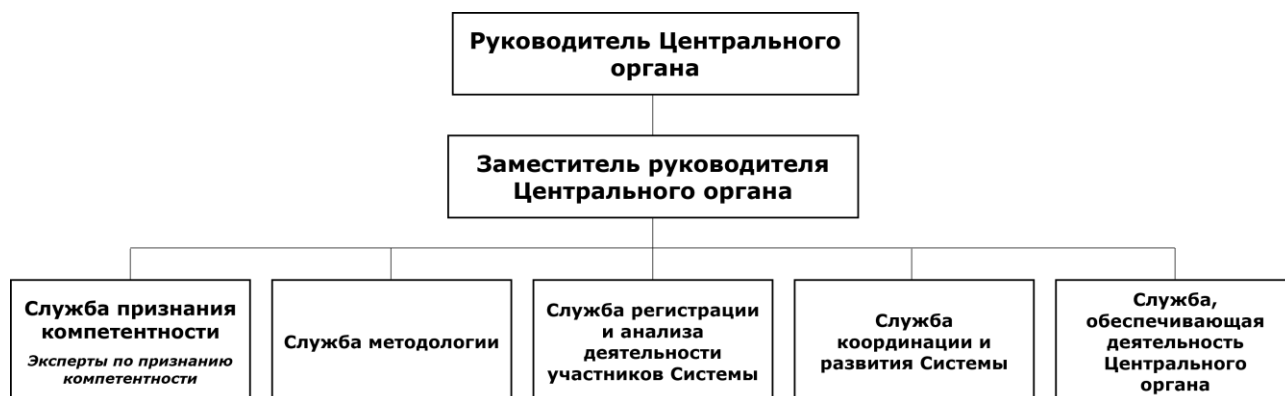 Руководитель Центрального
органа
Заместитель руководителя
Центрального органа
Служба признания
компетентности
Эксперты по признанию
компетентности
Служба методологии
Служба регистрации
и анализа
деятельности
участников Системы
Служба
координации и
развития Системы
Служба,
обеспечивающая
деятельность
Центрального
органа